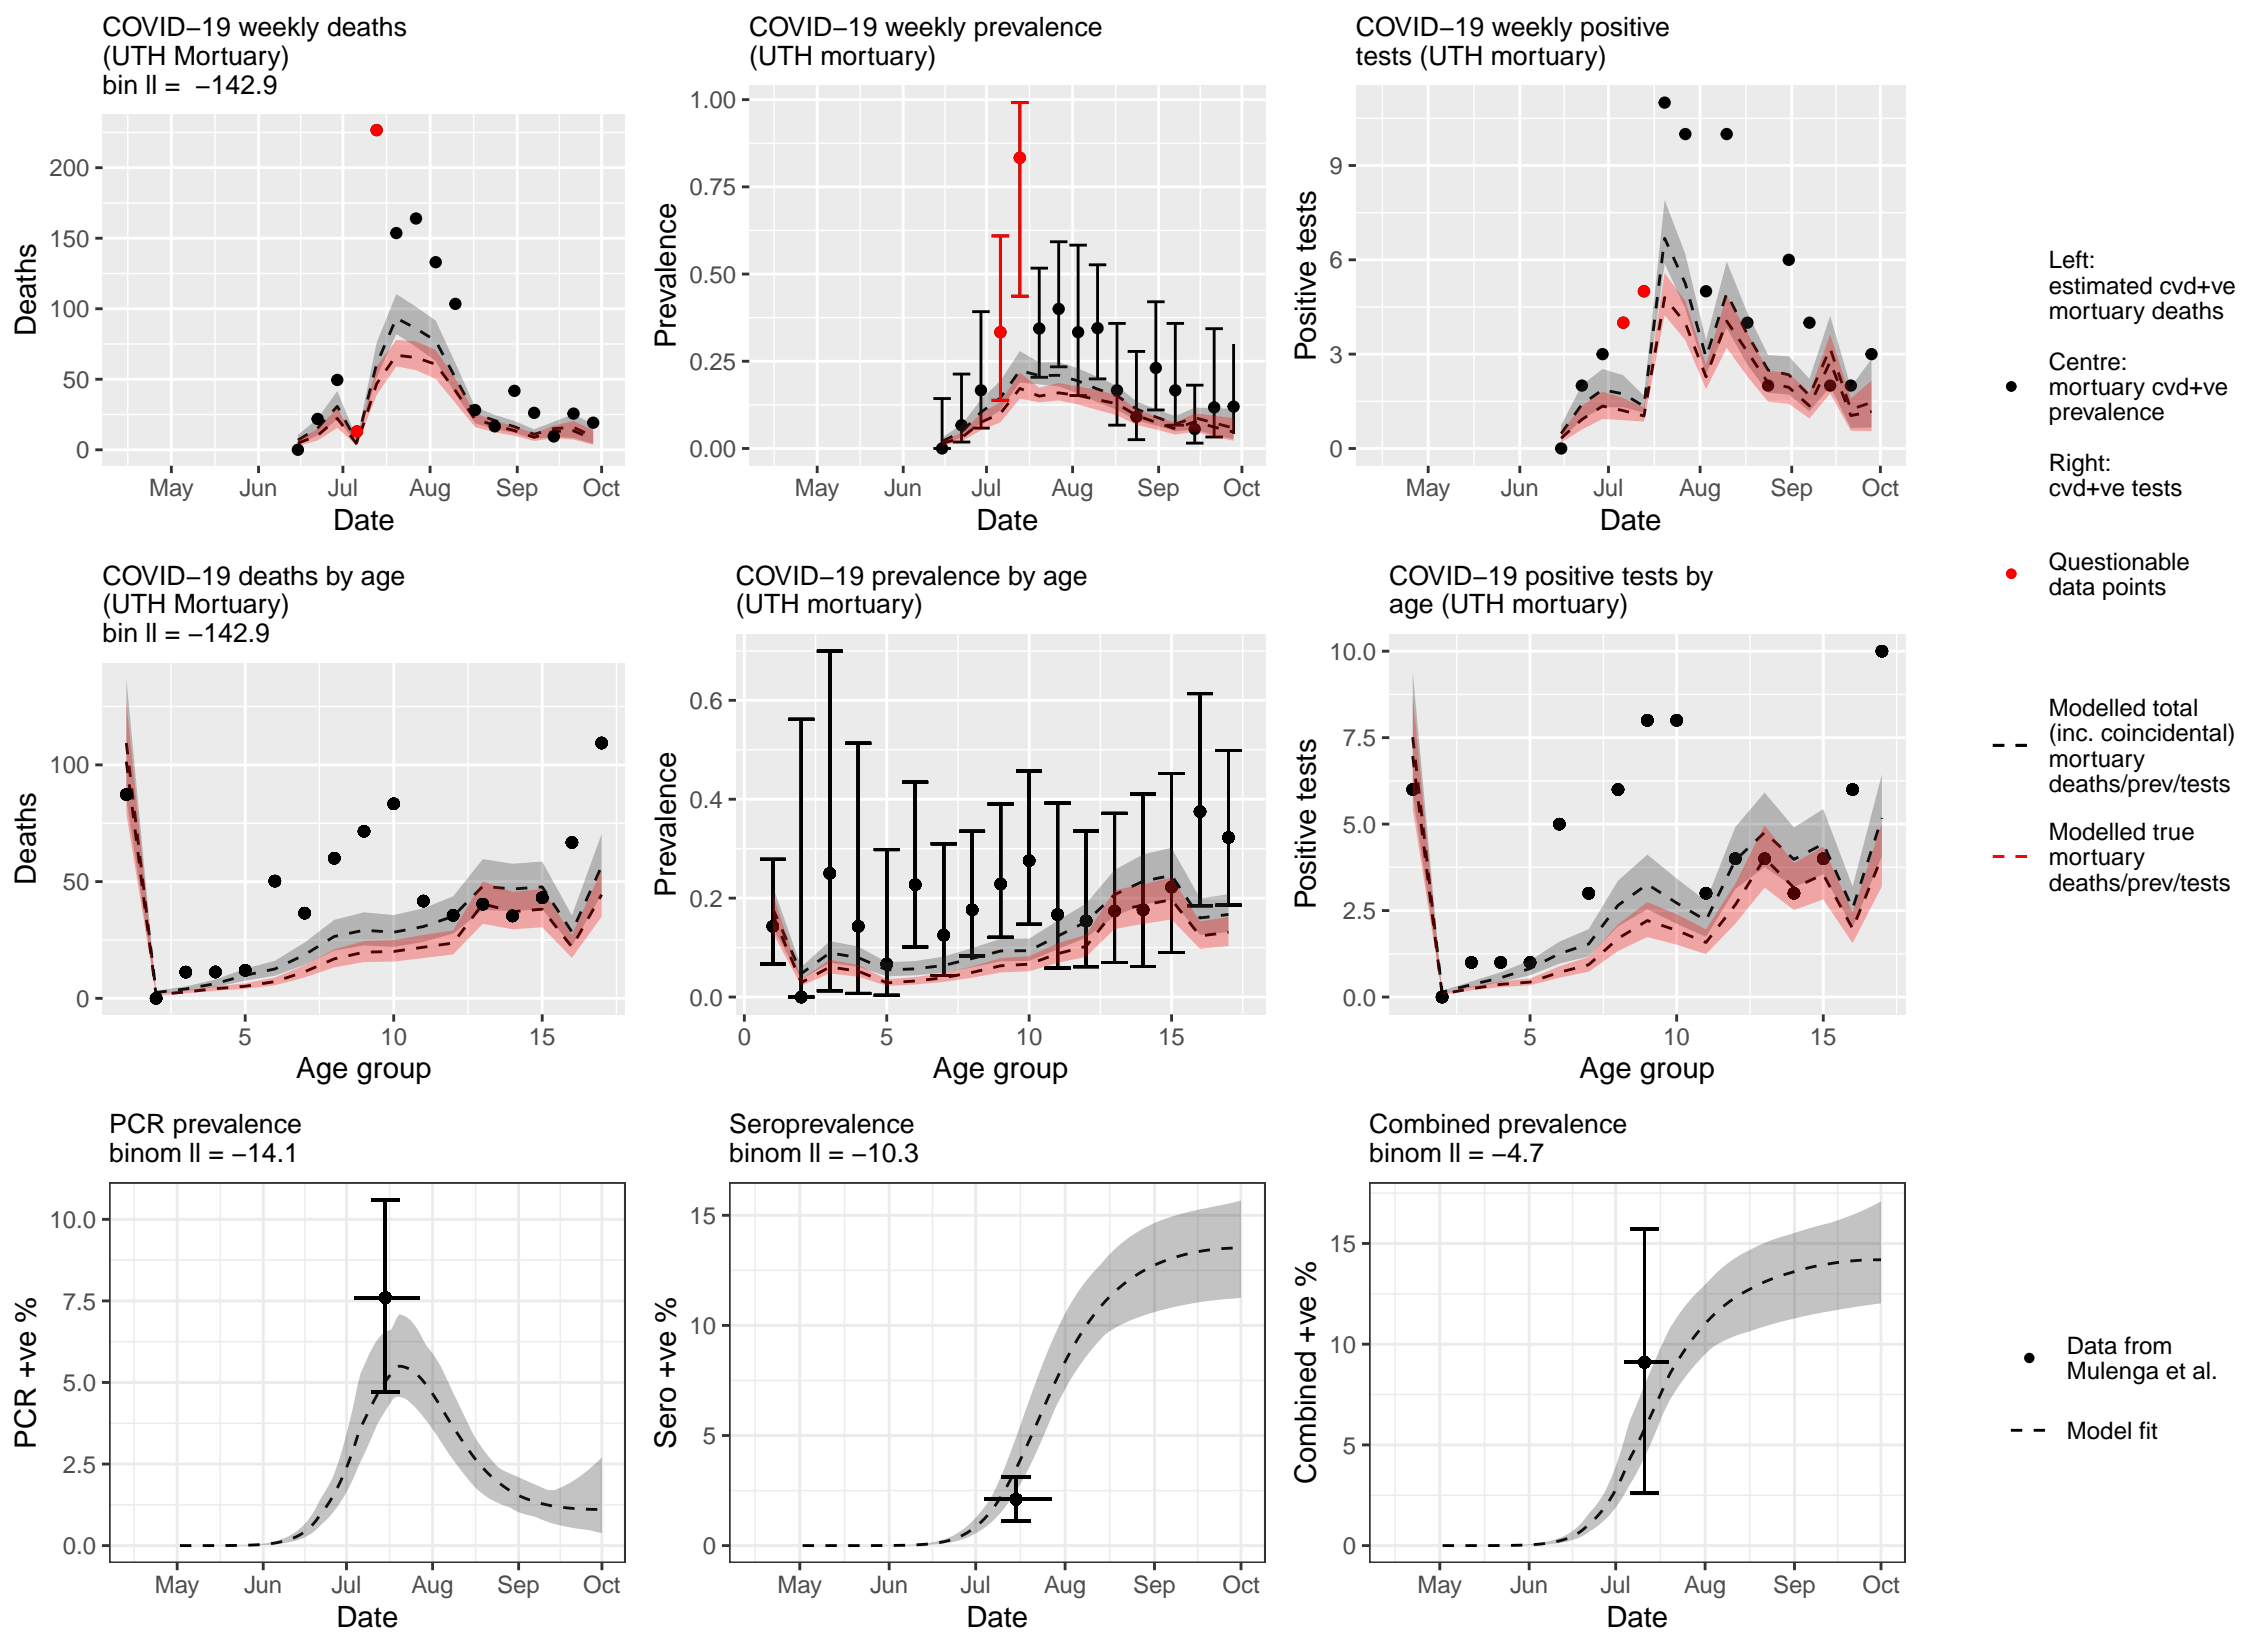 COVID−19 weekly deaths
(UTH Mortuary)
bin ll =  −142.9
200
150
100
50
0
Deaths
May
Jun
Jul
Aug
Sep
Oct
Date
COVID−19 weekly prevalence
(UTH mortuary)
1.00
0.75
0.50
0.25
0.00
Prevalence
May
Jun
Jul
Aug
Sep
Oct
Date
COVID−19 weekly positive
tests (UTH mortuary)
9
6
3
0
Positive tests
May
Jun
Jul
Aug
Sep
Oct
Date
Left:
estimated cvd+ve
mortuary deaths
Centre:
mortuary cvd+ve
prevalence
Right:
cvd+ve tests
Questionable
data points
COVID−19 deaths by age
(UTH Mortuary)
bin ll = −142.9
100
50
0
Deaths
5
10
15
Age group
COVID−19 prevalence by age
(UTH mortuary)
0.6
0.4
0.2
0.0
Prevalence
0
5
10
15
Age group
COVID−19 positive tests by
age (UTH mortuary)
10.0
7.5
5.0
2.5
0.0
Positive tests
5
10
15
Age group
Modelled total
(inc. coincidental)
mortuary
deaths/prev/tests
Modelled true
mortuary
deaths/prev/tests
PCR prevalence
binom ll = −14.1
10.0
7.5
5.0
2.5
0.0
PCR +ve %
May
Jun
Jul
Aug
Sep
Oct
Date
Seroprevalence
binom ll = −10.3
15
10
5
0
Sero +ve %
May
Jun
Jul
Aug
Sep
Oct
Date
Combined prevalence
binom ll = −4.7
15
10
5
0
Combined +ve %
May
Jun
Jul
Aug
Sep
Oct
Date
Data from
Mulenga et al.
Model fit